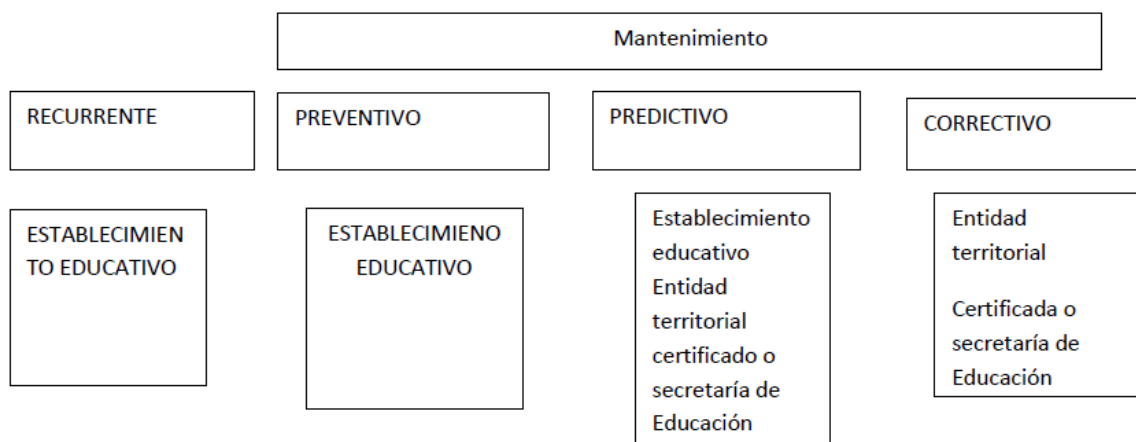 Mantenimiento
RECURRENTE
PREVENTIVO
PREDICTIVO
CORRECTIVO
ESTABLECIMIEN
TO EDUCATIVO
ESTABLECIMIENO
EDUCATIVO
Establecimiento
educativo
Entidad
territorial
certificado o
secretaría de
Educación
Entidad
territorial
Certificada o
secretaría de
Educación